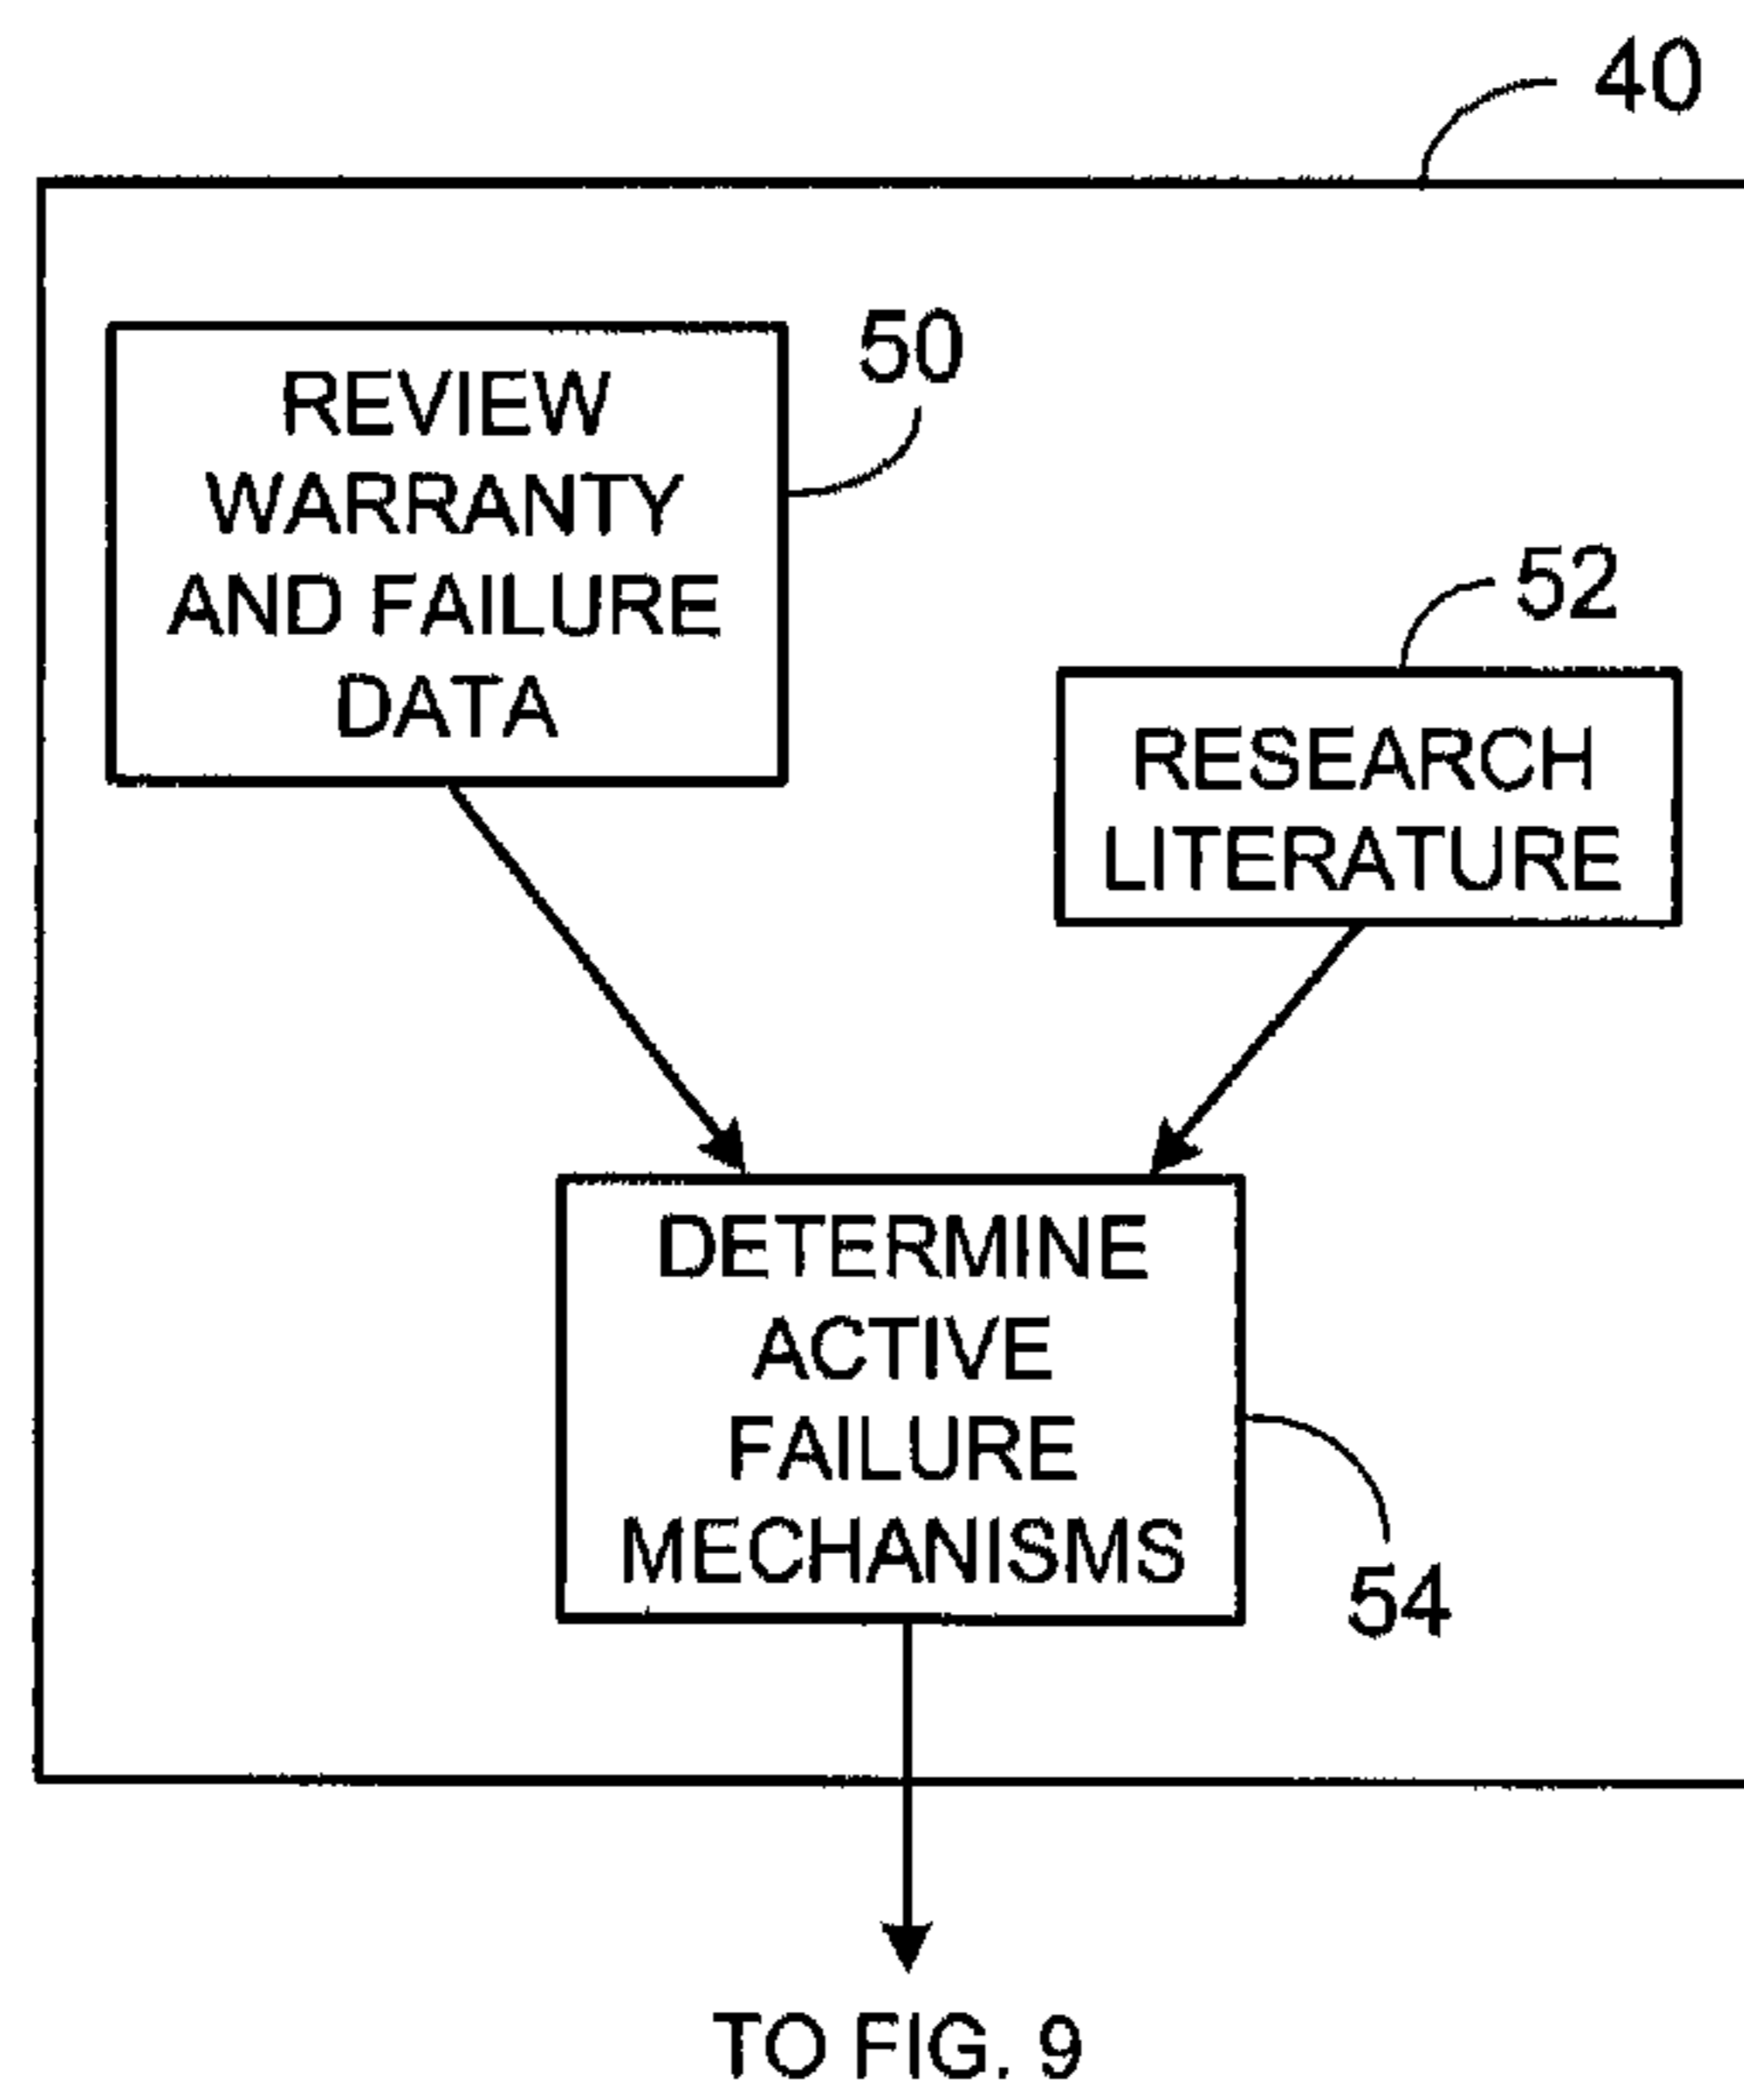 40
REVIEW
WARRANTY
AND FAILURE
DATA
50
52
RESEARCH
LITERATURE
DETERMINE
ACTIVE
FAILURE
MECHANISMS
54
TO FIG. 9